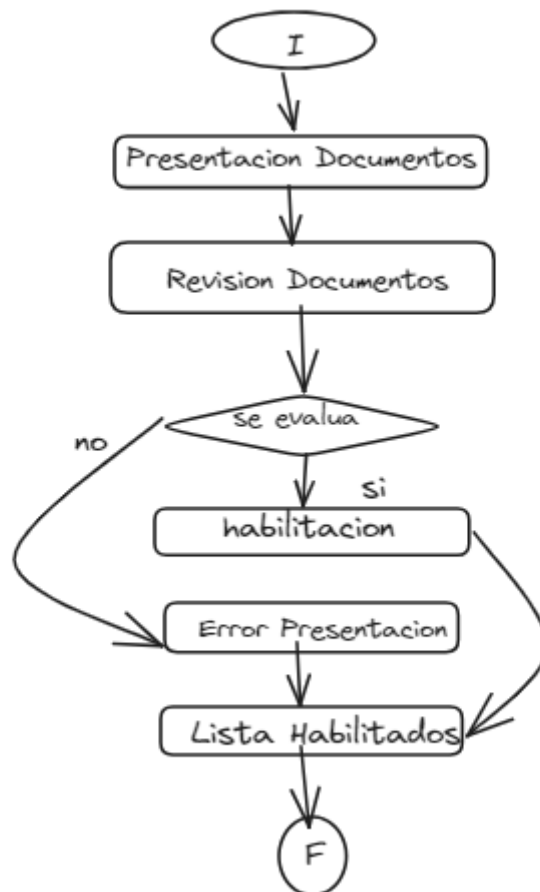 I
Presentacion Documentos
Revision Documentos
se evalua
no
si
habilitacion
Error Presentacion
Lista Habilitados
F